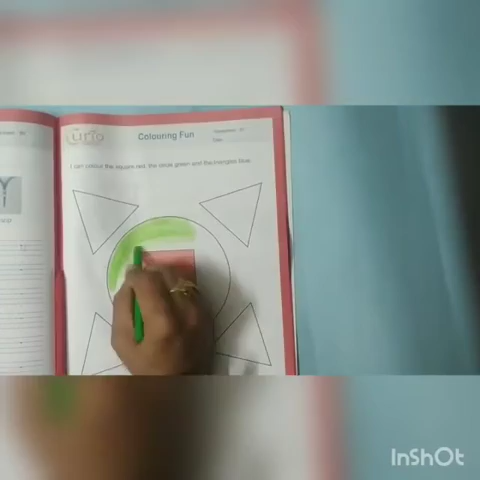 Colouring Fun
I can colour the square red, the circle green and the triangles blue.
InShOt